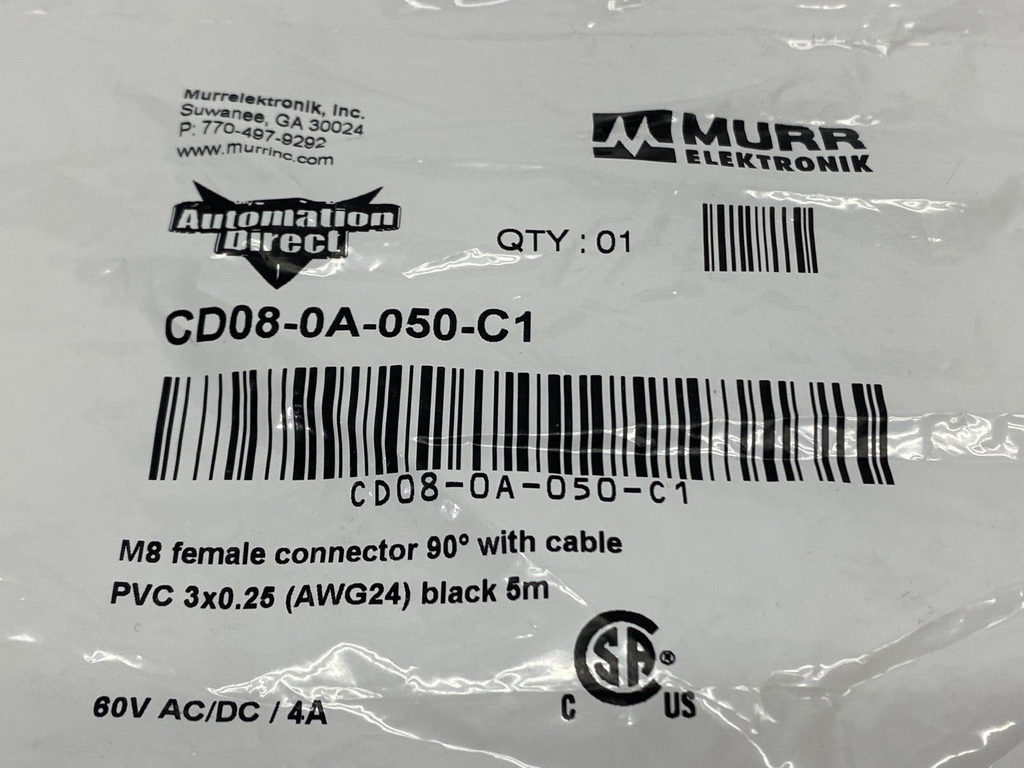 Murrelektronik, Inc.
Suwanee, GA 30024
P: 770-497-9292
www.murrinc.com
MURR
ELEKTRONIK
Automation
Direct
QTY : 01
CD08-0A-050-C1
CD08-0A-050-C1
M8 female connector 90° with cable
PVC 3x0.25 (AWG24) black 5m
60V AC/DC / 4A
SA®
C US